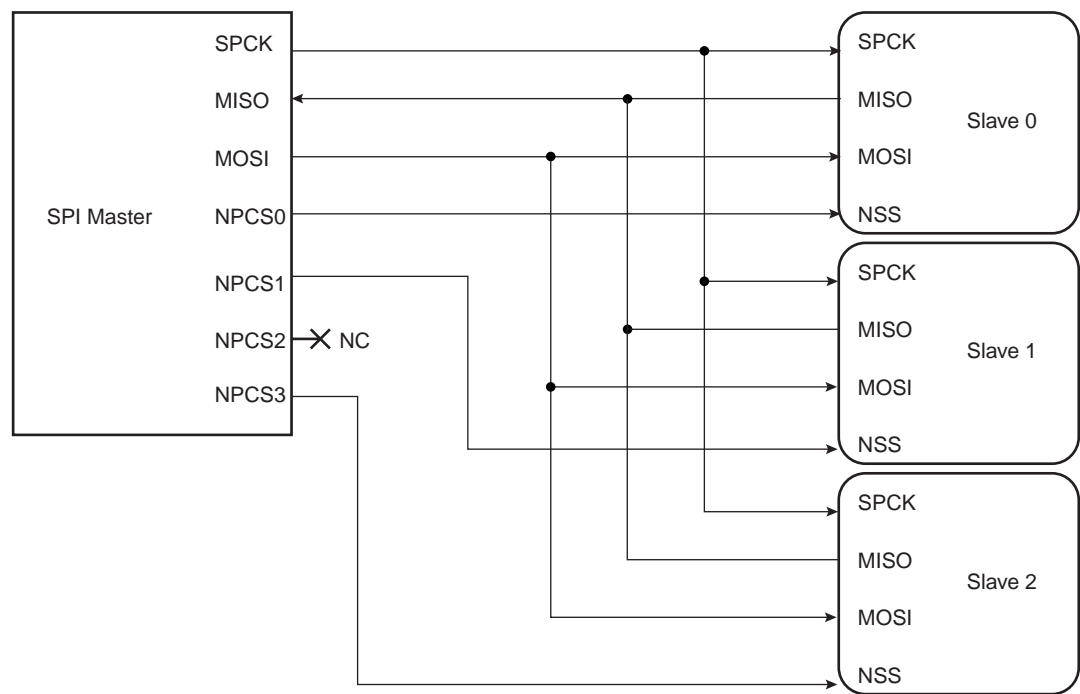 SPI Master
SPCK
MISO
MOSI
NPCS0
NPCS1
NPCS2
NC
NPCS3
SPCK
MISO
Slave 0
MOSI
NSS
SPCK
MISO
Slave 1
MOSI
NSS
SPCK
MISO
Slave 2
MOSI
NSS